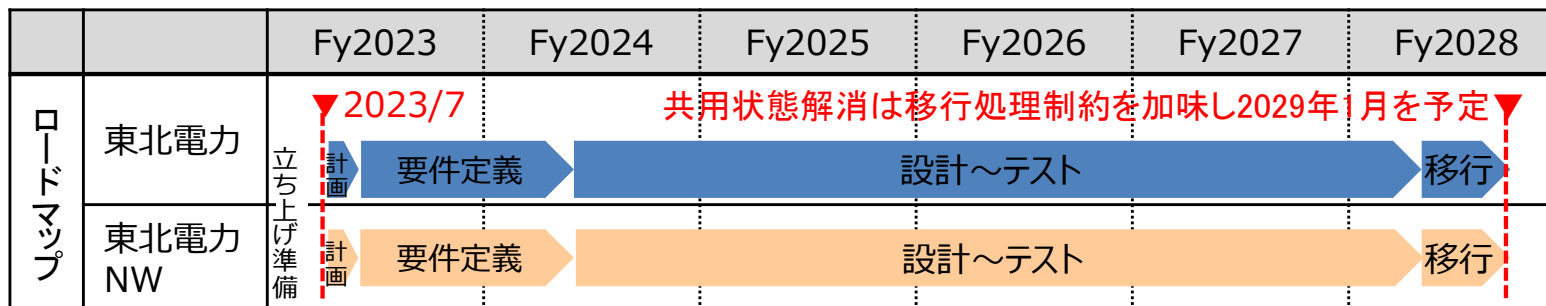 Fy2023 Fy2024 Fy2025 Fy2026 Fy2027 Fy2028
ロードマップ
東北電力
立ち上げ準備
▼2023/7
共用状態解消は移行処理制約を加味し2029年1月を予定▼
計画 要件定義 設計～テスト 移行
東北電力
NW
計画 要件定義 設計～テスト 移行